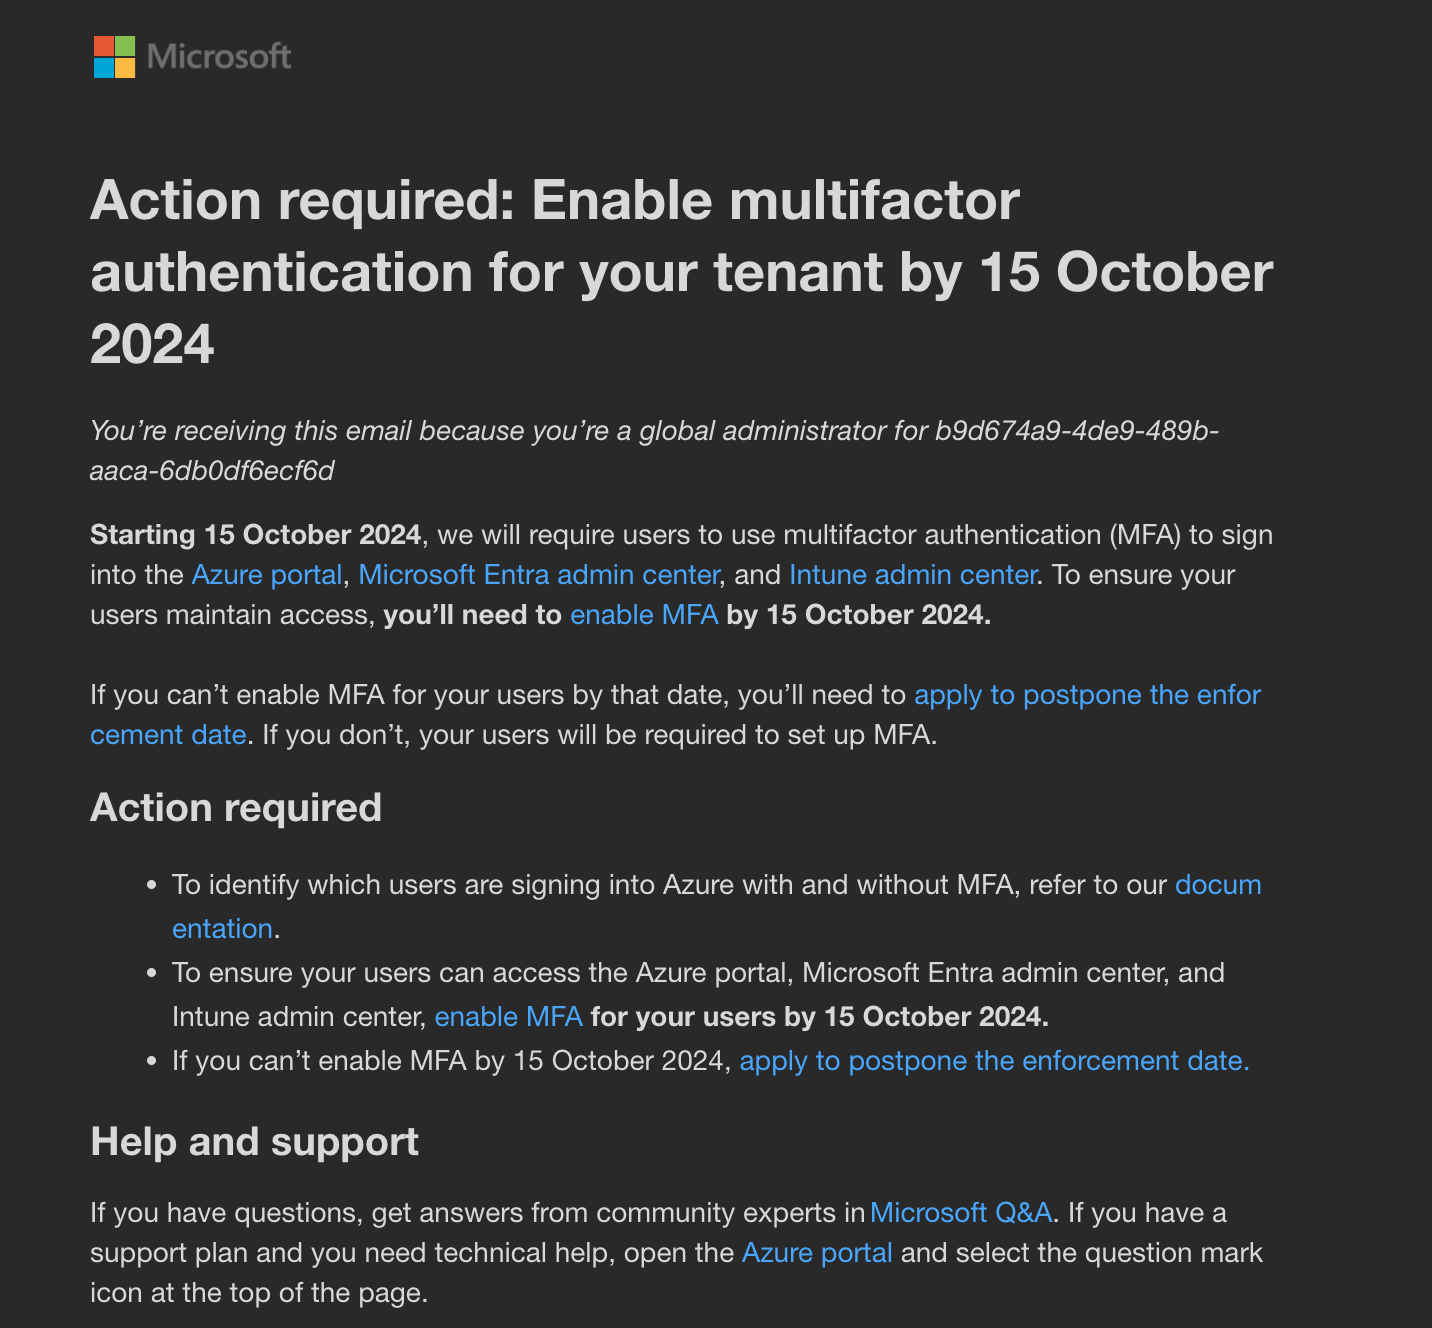 Microsoft
Action required: Enable multifactor
authentication for your tenant by 15 October
2024
You’re receiving this email because you’re a global administrator for b9d674a9-4de9-489b-
aaca-6db0df6ecf6d
Starting 15 October 2024, we will require users to use multifactor authentication (MFA) to sign
into the Azure portal, Microsoft Entra admin center, and Intune admin center. To ensure your
users maintain access, you’ll need to enable MFA by 15 October 2024.
If you can’t enable MFA for your users by that date, you’ll need to apply to postpone the enfor
cement date. If you don’t, your users will be required to set up MFA.
Action required
• To identify which users are signing into Azure with and without MFA, refer to our docum
entation.
• To ensure your users can access the Azure portal, Microsoft Entra admin center, and
Intune admin center, enable MFA for your users by 15 October 2024.
• If you can’t enable MFA by 15 October 2024, apply to postpone the enforcement date.
Help and support
If you have questions, get answers from community experts in Microsoft Q&A. If you have a
support plan and you need technical help, open the Azure portal and select the question mark
icon at the top of the page.